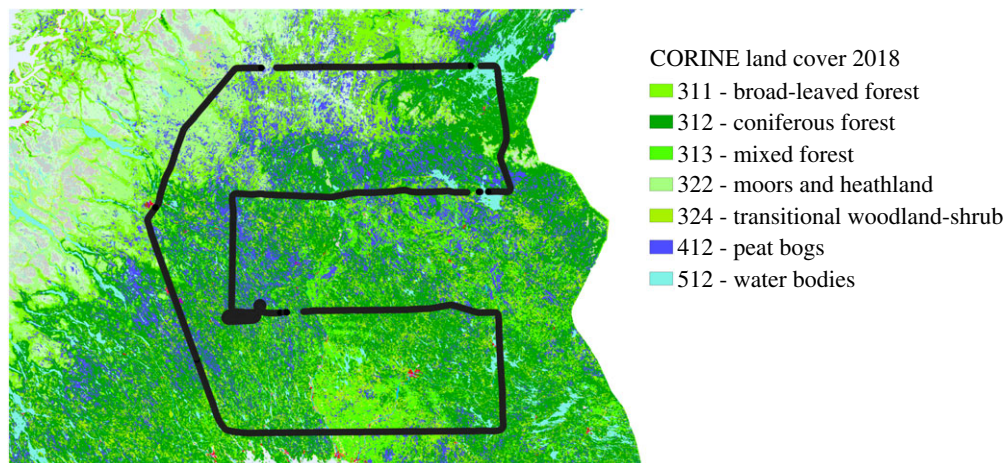 CORINE land cover 2018
311 - broad-leaved forest
312 - coniferous forest
313 - mixed forest
322 - moors and heathland
324 - transitional woodland-shrub
412 - peat bogs
512 - water bodies